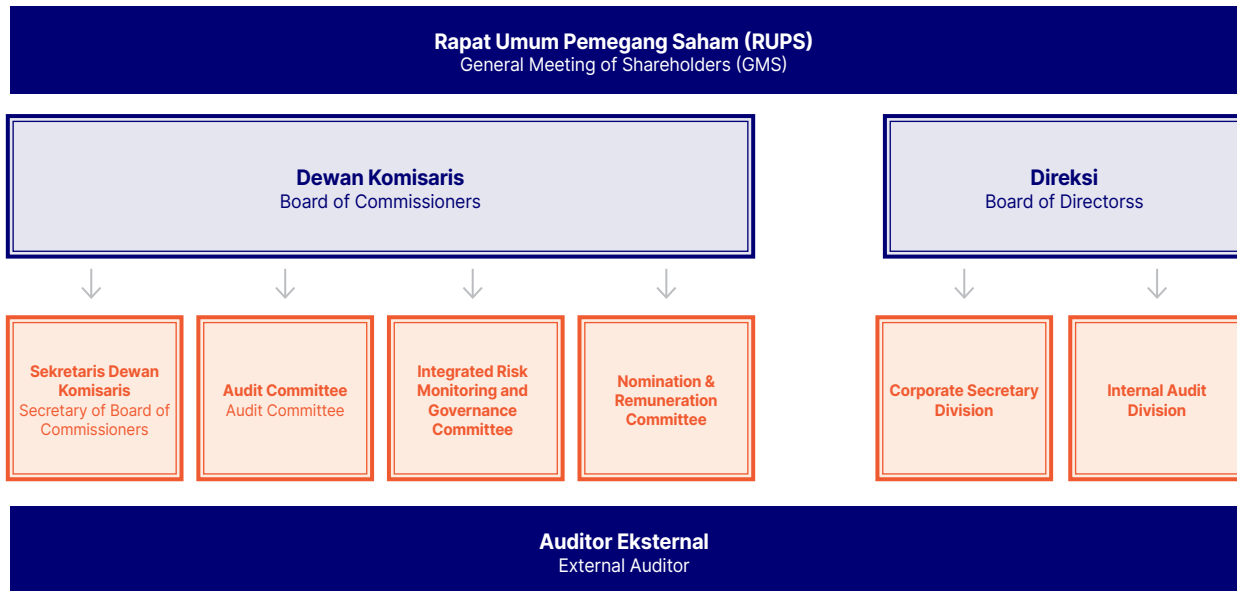 Rapat Umum Pemegang Saham (RUPS)
General Meeting of Shareholders (GMS)
Dewan Komisaris
Board of Commissioners
Direksi
Board of Directorss
Sekretaris Dewan
Komisaris
Secretary of Board of
Commissioners
Audit Committee
Audit Committee
Integrated Risk
Monitoring and
Governance
Committee
Nomination &
Remuneration
Committee
Corporate Secretary
Division
Internal Audit
Division
Auditor Eksternal
External Auditor